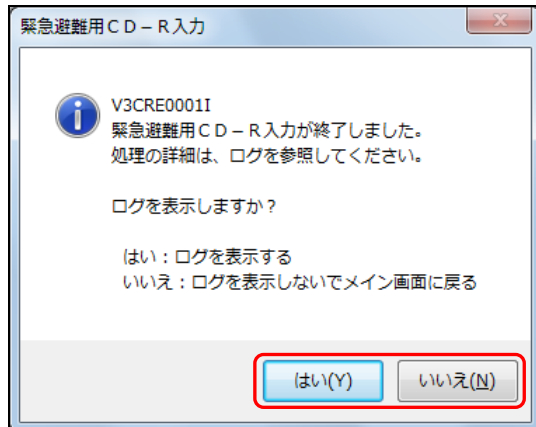 緊急避難用ＣＤ－Ｒ入力
V3CRE0001I
緊急避難用ＣＤ－Ｒ入力が終了しました。
処理の詳細は、ログを参照してください。
ログを表示しますか？
はい：ログを表示する
いいえ：ログを表示しないでメイン画面に戻る
はい(Y)
いいえ(N)